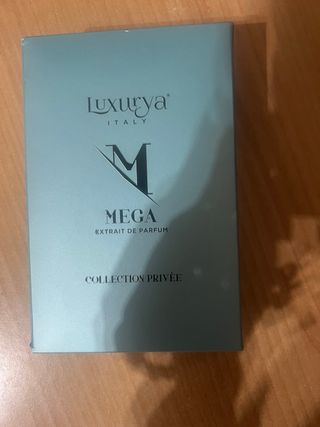 Luxurya®
ITALY
M
MEGA
EXTRAIT DE PARFUM
COLLECTION PRIVÉE